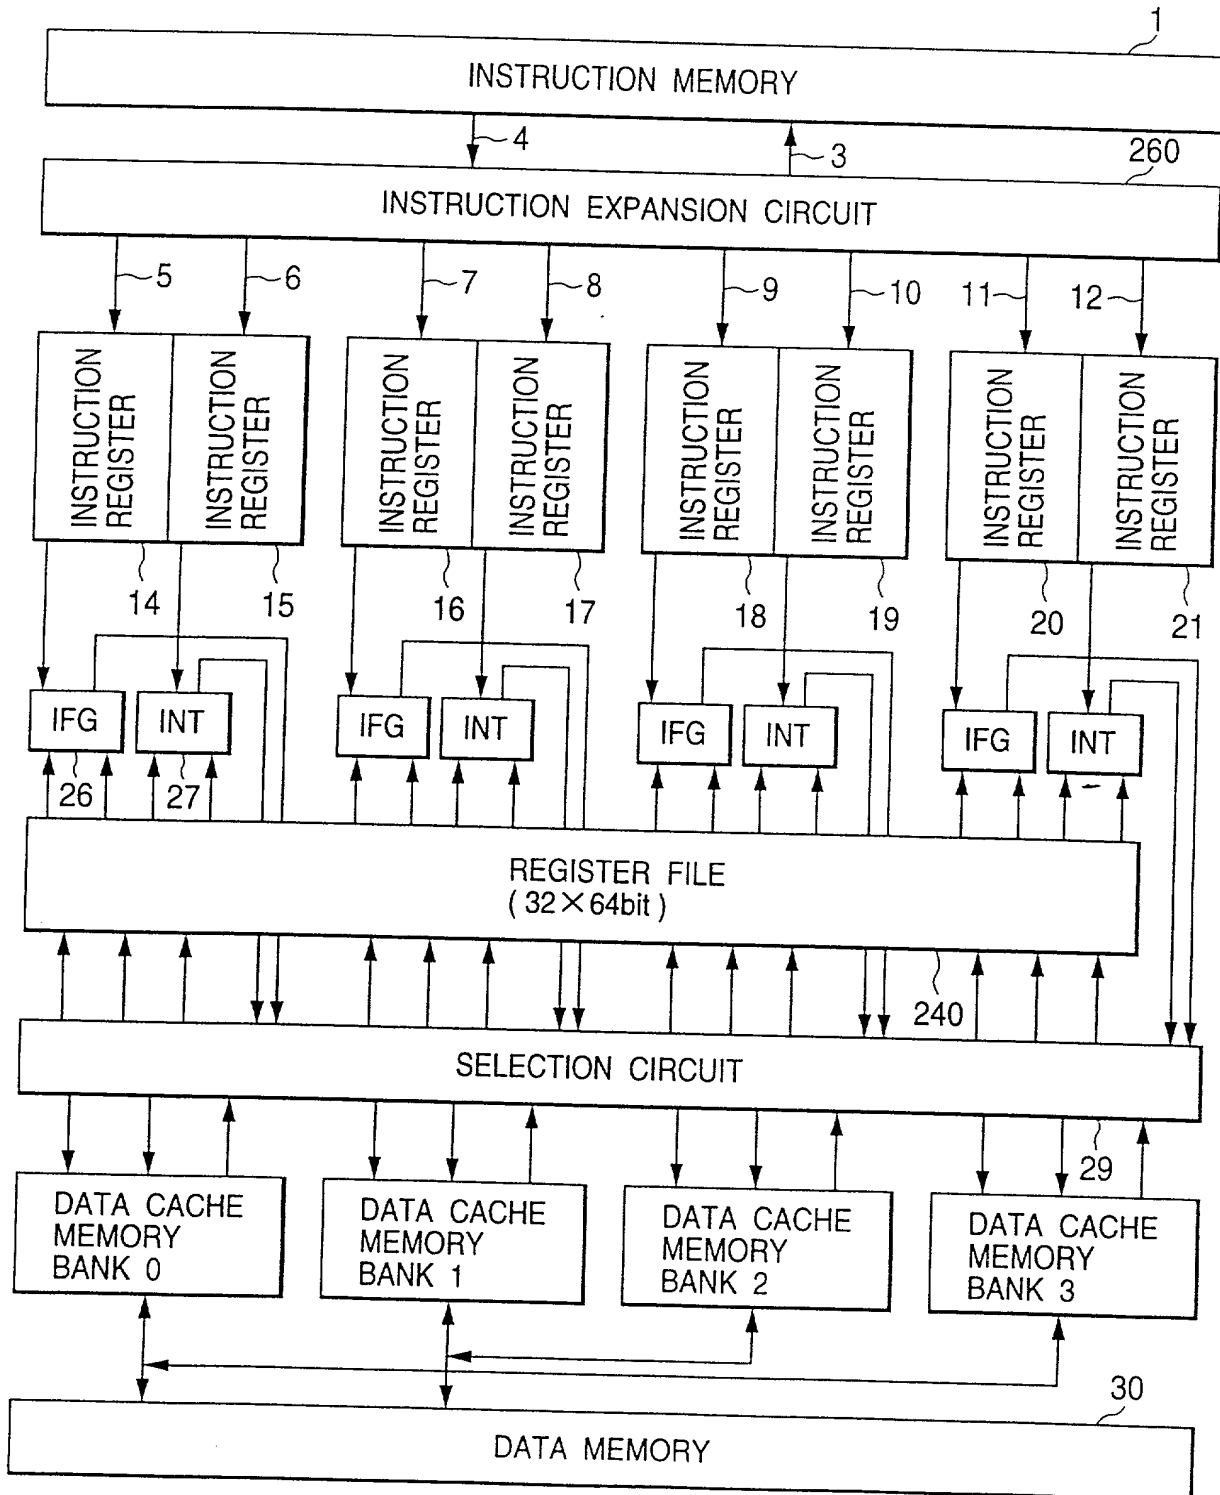 1
INSTRUCTION MEMORY
4
3
260
INSTRUCTION EXPANSION CIRCUIT
5
6
7
8
9
10
11
12
INSTRUCTION
REGISTER
INSTRUCTION
REGISTER
INSTRUCTION
REGISTER
INSTRUCTION
REGISTER
INSTRUCTION
REGISTER
INSTRUCTION
REGISTER
INSTRUCTION
REGISTER
INSTRUCTION
REGISTER
14
15
16
17
18
19
20
21
IFG
INT
IFG
INT
IFG
INT
IFG
INT
26
27
REGISTER FILE
(32×64bit)
240
SELECTION CIRCUIT
29
DATA CACHE
MEMORY
BANK 0
DATA CACHE
MEMORY
BANK 1
DATA CACHE
MEMORY
BANK 2
DATA CACHE
MEMORY
BANK 3
30
DATA MEMORY